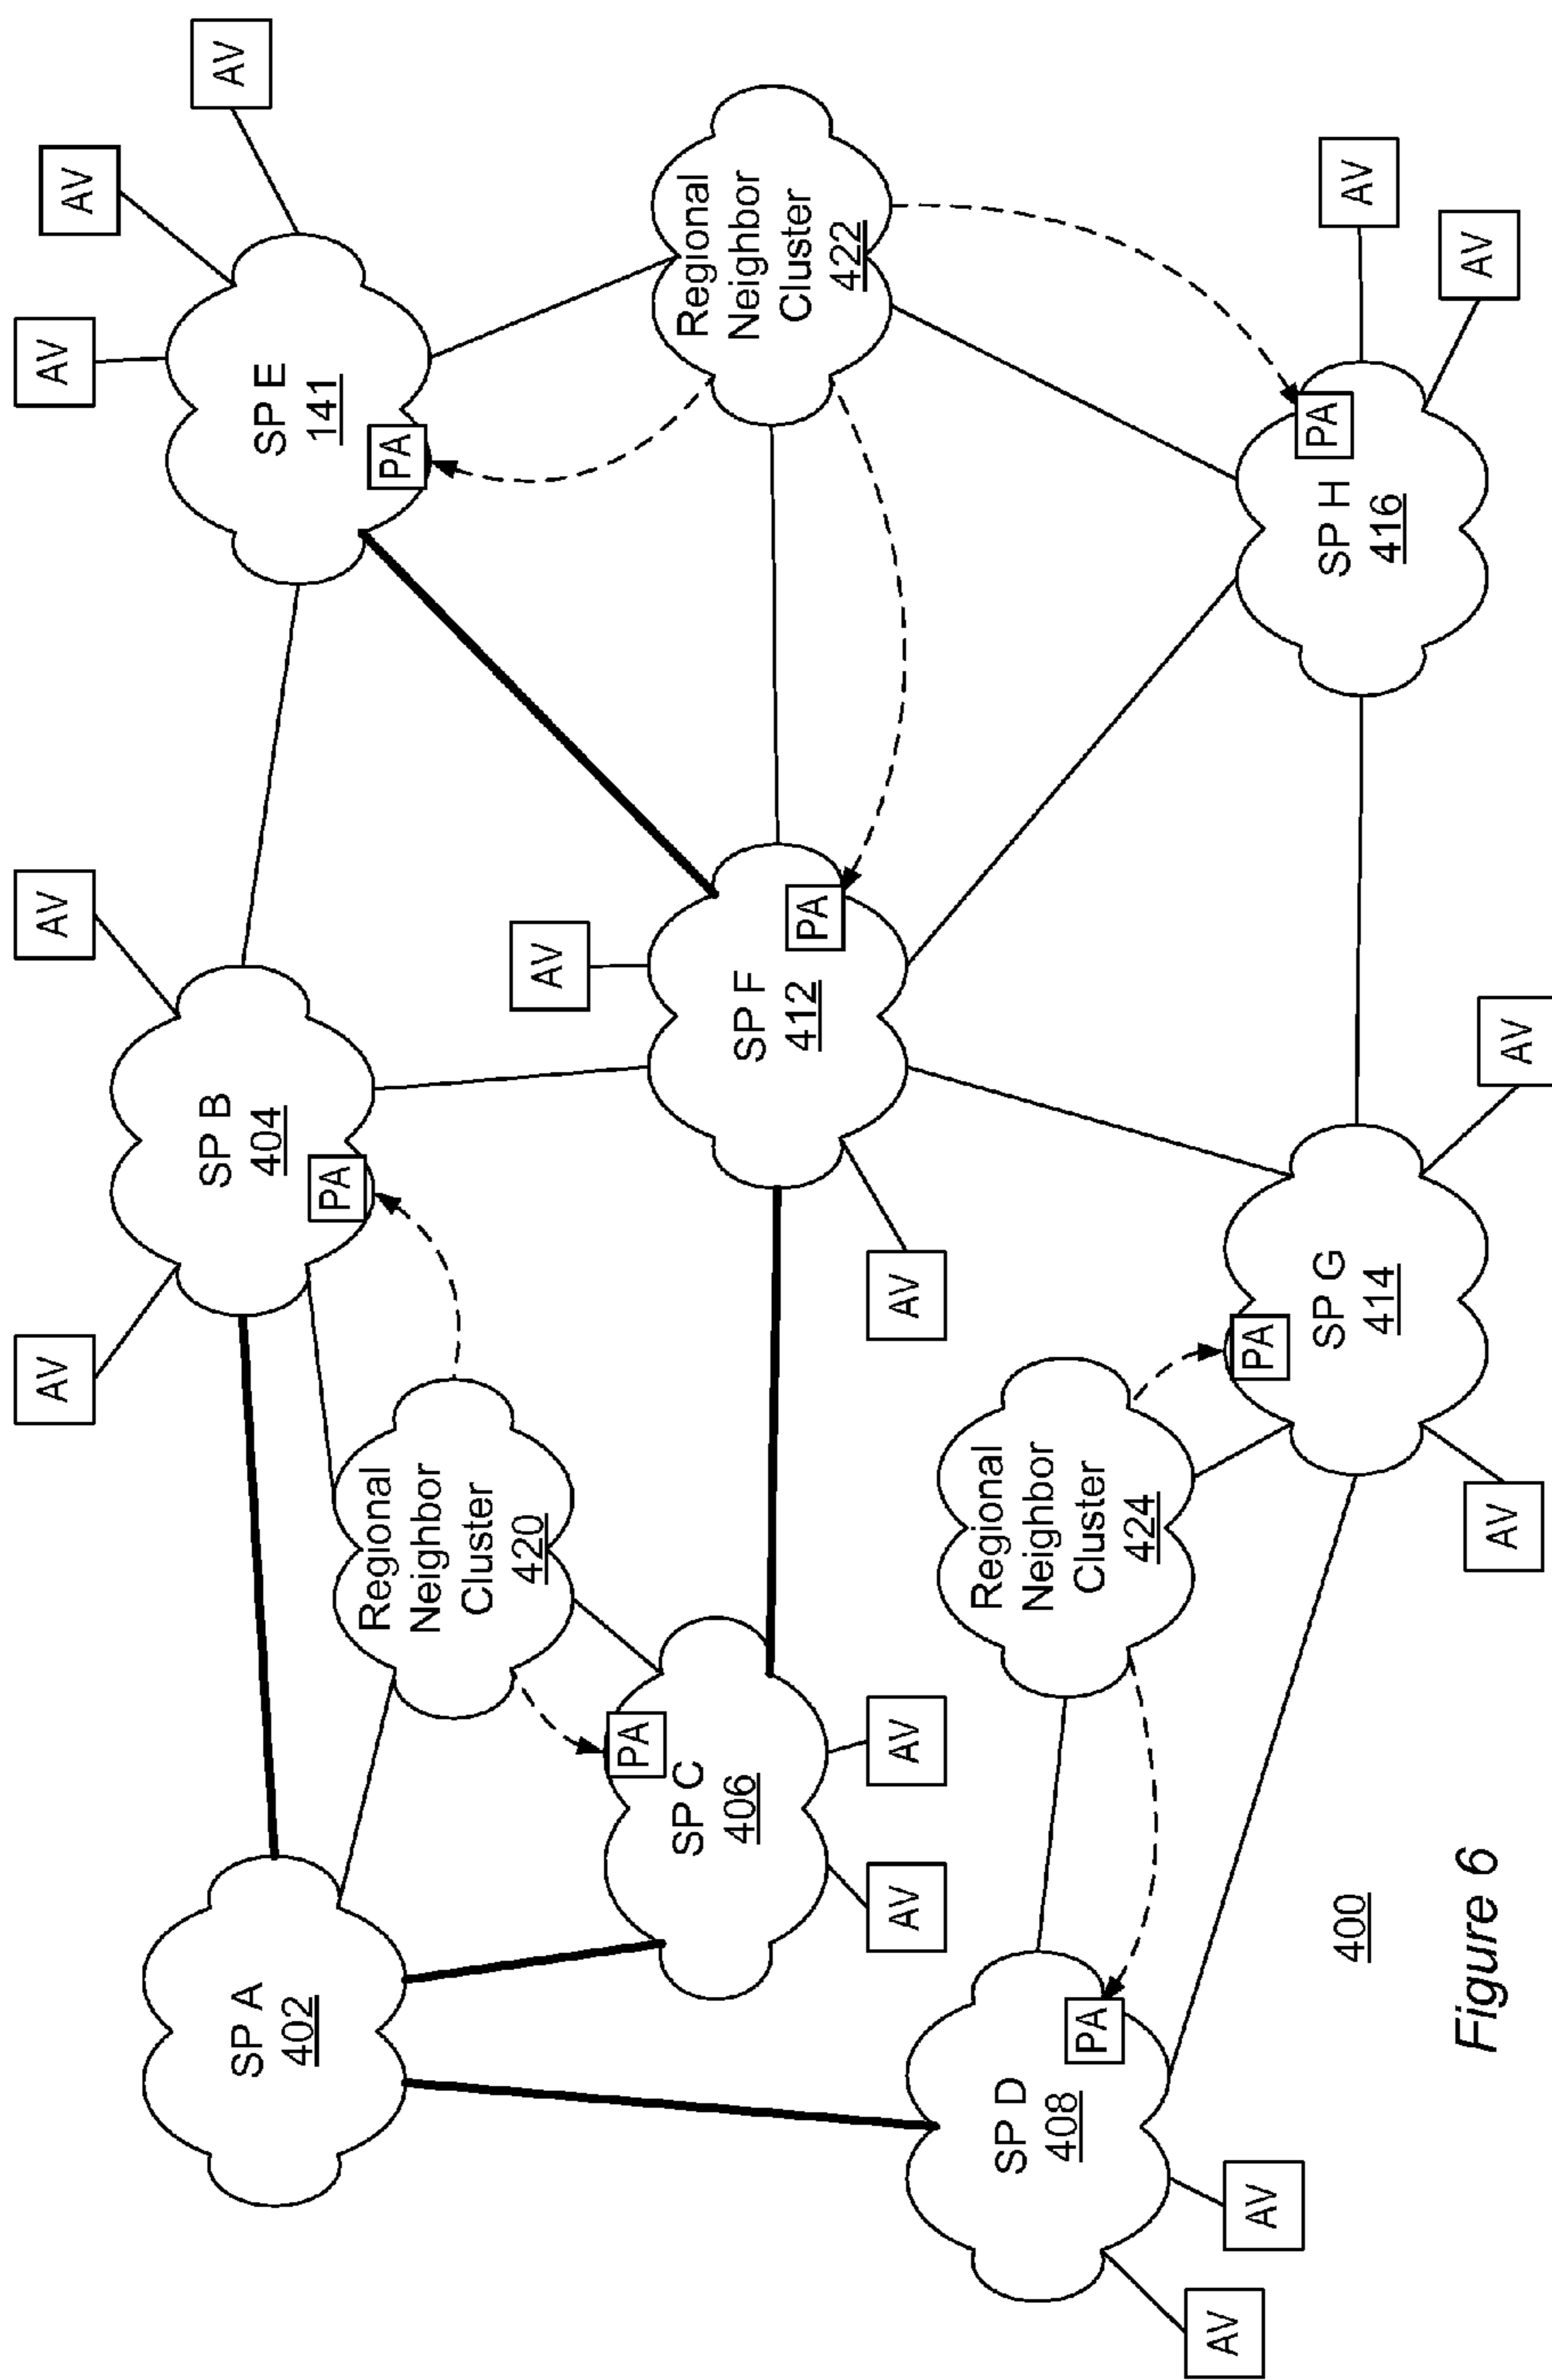 AV
AV
AV
AV
AV
SP A
402
SP B
404
PA
SP E
141
PA
Regional
Neighbor
Cluster
420
AV
Regional
Neighbor
Cluster
422
PA
SP C
406
SP F
412
PA
AV
AV
AV
Regional
Neighbor
Cluster
424
SP D
408
PA
PA
SP G
414
SP H
416
PA
AV
AV
AV
AV
400
AV
AV
Figure 6